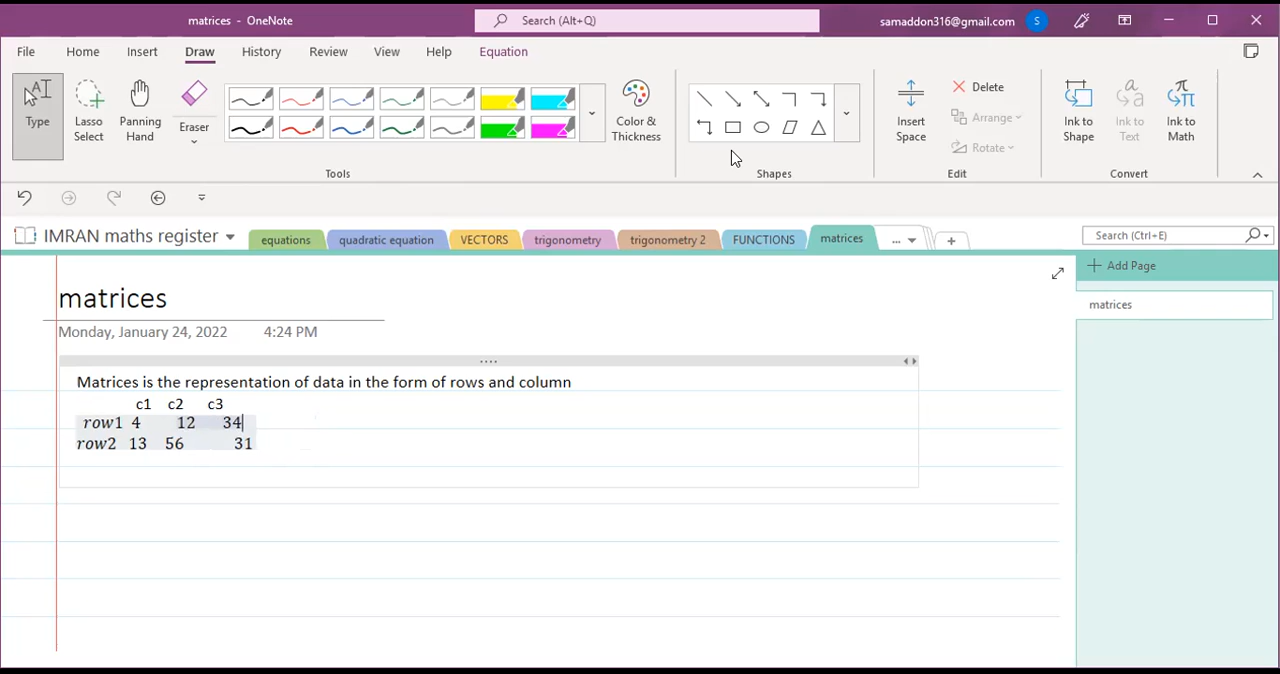 matrices - OneNote
Search (Alt+Q)
samaddon316@gmail.com
S
File Home Insert Draw History Review View Help Equation
Type
Lasso Select
Panning Hand
Eraser
Color & Thickness
Insert Space
Delete
Arrange
Rotate
Ink to Shape
Ink to Text
Ink to Math
Tools
Shapes
Edit
Convert
IMRAN maths register
equations quadratic equation VECTORS trigonometry trigonometry 2 FUNCTIONS matrices ...
Search (Ctrl+E)
Add Page
matrices
matrices
Monday, January 24, 2022 4:24 PM
Matrices is the representation of data in the form of rows and column
c1 c2 c3
row1 4 12 34
row2 13 56 31